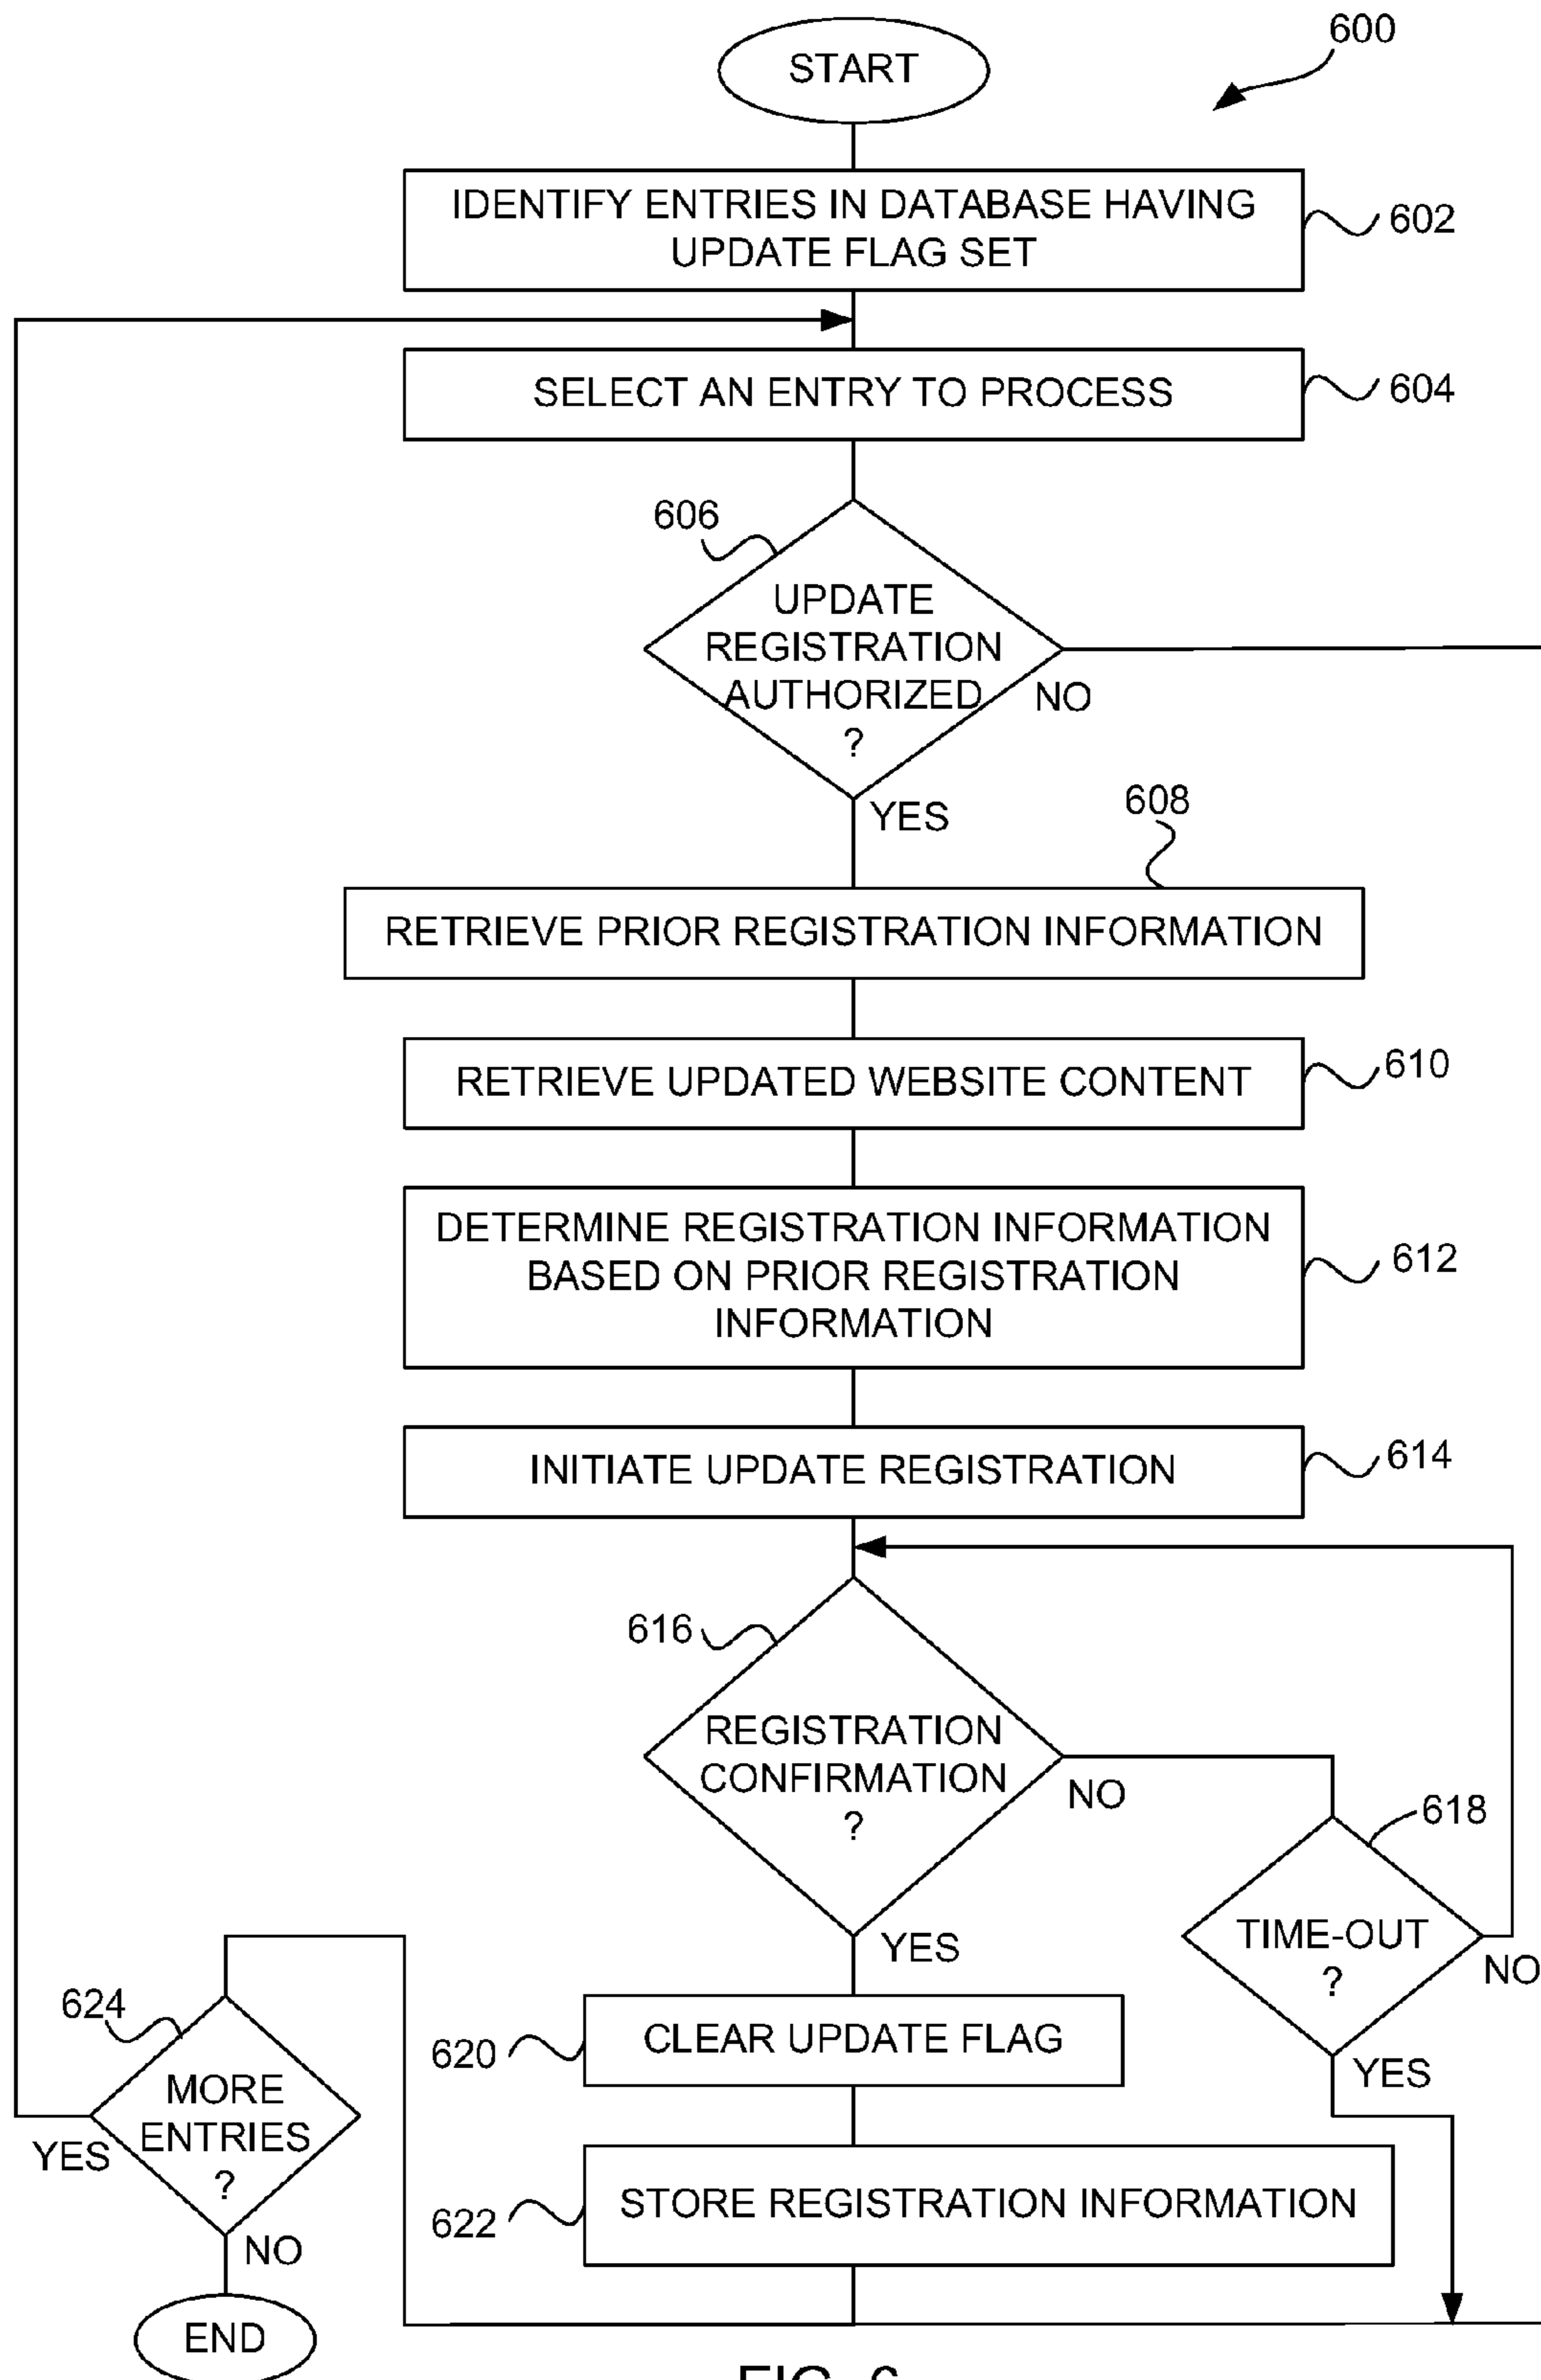 START
600
IDENTIFY ENTRIES IN DATABASE HAVING
UPDATE FLAG SET
602
SELECT AN ENTRY TO PROCESS
604
606
UPDATE
REGISTRATION
AUTHORIZED
?
NO
YES
608
RETRIEVE PRIOR REGISTRATION INFORMATION
RETRIEVE UPDATED WEBSITE CONTENT
610
DETERMINE REGISTRATION INFORMATION
BASED ON PRIOR REGISTRATION
INFORMATION
612
INITIATE UPDATE REGISTRATION
614
616
REGISTRATION
CONFIRMATION
?
NO
YES
618
TIME-OUT
?
NO
YES
620
CLEAR UPDATE FLAG
622
STORE REGISTRATION INFORMATION
624
MORE
ENTRIES
?
YES
NO
END
FIG. 6